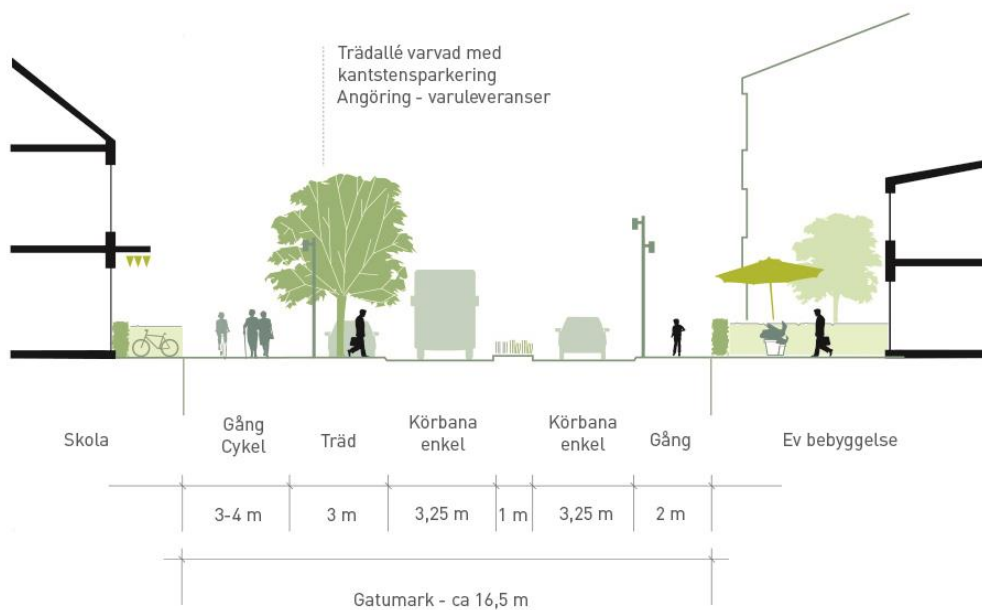 Trädallé varvad med
kantstensparkering
Angöring - varuleveranser
Skola
Gång
Cykel
Träd
Körbana
enkel
Körbana
enkel
Gång
Ev bebyggelse
3-4 m
3 m
3,25 m
1 m
3,25 m
2 m
Gatumark - ca 16,5 m